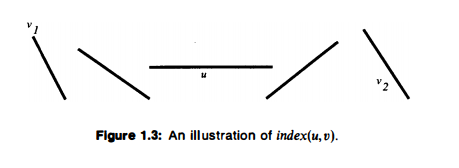 v1
u
v2
Figure 1.3: An illustration of index(u, v).